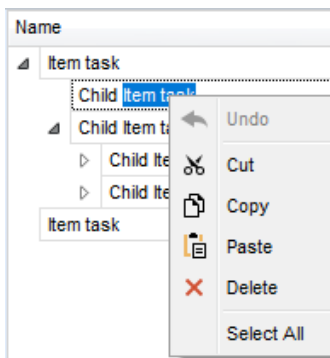 Name
Item task
Child Item task
Child Item ta
Child Ite
Child Ite
Item task
Undo
Cut
Copy
Paste
Delete
Select All